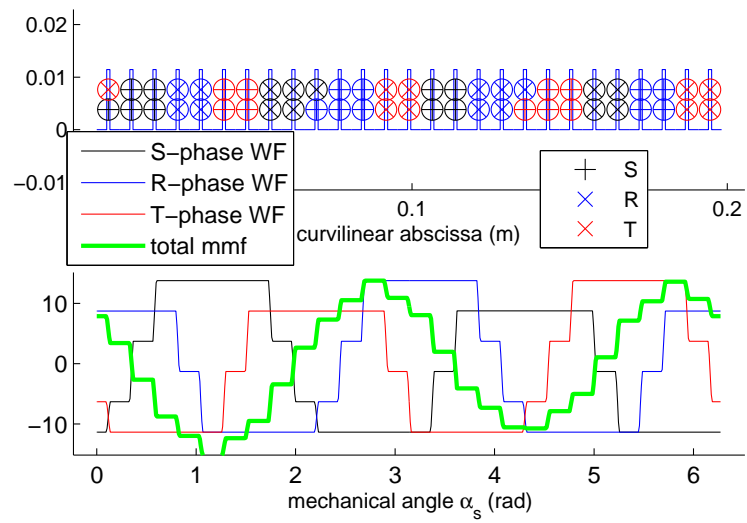 0.02
0.01
0
−0.01
0.1
0.2
curvilinear abscissa (m)
S−phase WF
R−phase WF
T−phase WF
total mmf
S
R
T
10
0
−10
0
1
2
3
4
5
6
mechanical angle αs (rad)